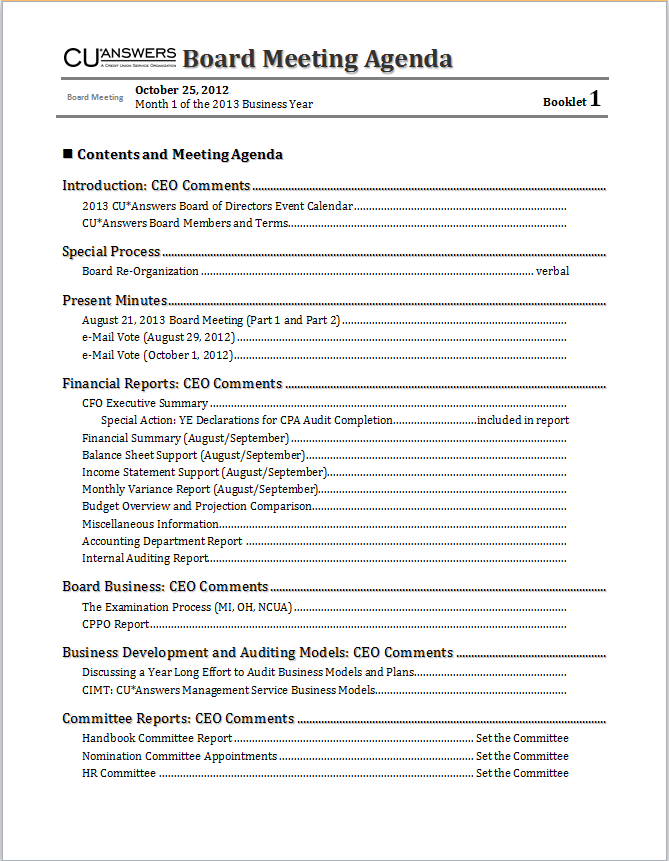 CU*ANSWERS Board Meeting Agenda
A CREDIT UNION SERVICE ORGANIZATION
Board Meeting
October 25, 2012
Month 1 of the 2013 Business Year
Booklet 1
■ Contents and Meeting Agenda
Introduction: CEO Comments
2013 CU*Answers Board of Directors Event Calendar
CU*Answers Board Members and Terms
Special Process
Board Re-Organization verbal
Present Minutes
August 21, 2013 Board Meeting (Part 1 and Part 2)
e-Mail Vote (August 29, 2012)
e-Mail Vote (October 1, 2012)
Financial Reports: CEO Comments
CFO Executive Summary
Special Action: YE Declarations for CPA Audit Completion included in report
Financial Summary (August/September)
Balance Sheet Support (August/September)
Income Statement Support (August/September)
Monthly Variance Report (August/September)
Budget Overview and Projection Comparison
Miscellaneous Information
Accounting Department Report
Internal Auditing Report
Board Business: CEO Comments
The Examination Process (MI, OH, NCUA)
CPPO Report
Business Development and Auditing Models: CEO Comments
Discussing a Year Long Effort to Audit Business Models and Plans
CIMT: CU*Answers Management Service Business Models
Committee Reports: CEO Comments
Handbook Committee Report Set the Committee
Nomination Committee Appointments Set the Committee
HR Committee Set the Committee